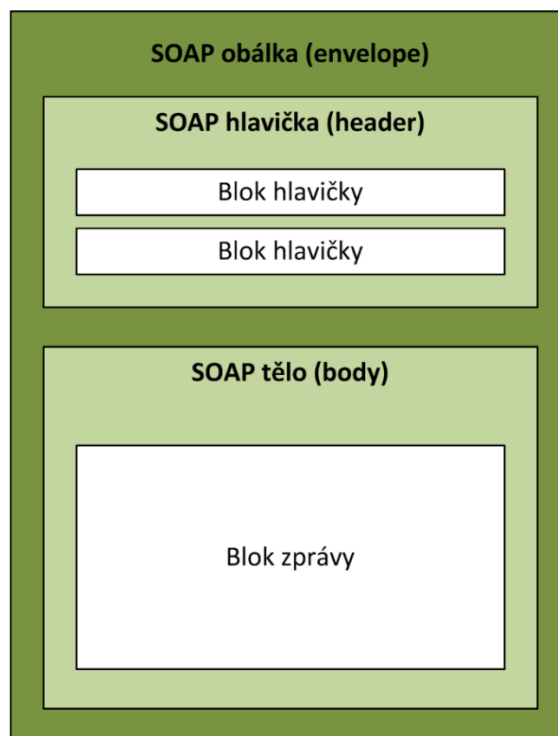 SOAP obálka (envelope)
SOAP hlavička (header)
Blok hlavičky
Blok hlavičky
SOAP tělo (body)
Blok zprávy